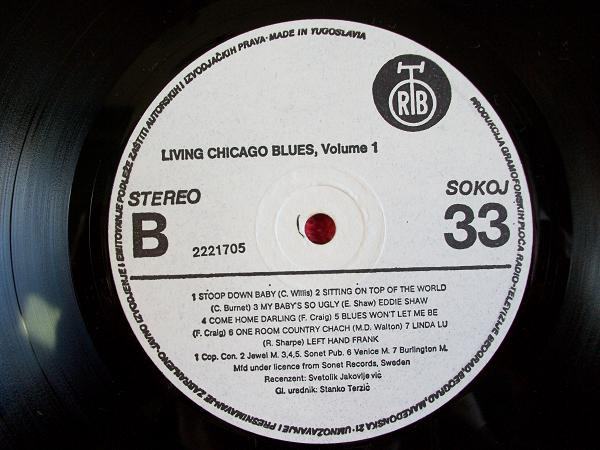 PRODUKCIJA GRAMOFONSKIH PLOČA RADIO-TELEVIZIJE BEOGRAD, BEOGRAD, MAKEDONSKA 21 · UMNOŽAVANJE I PRESNIMAVANJE ZABRANJENO · JAVNO IZVOĐENJE I EMITOVANJE PODLEŽE ZAŠTITI AUTORSKIH I IZVODJAČKIH PRAVA · MADE IN YUGOSLAVIA
RTB
LIVING CHICAGO BLUES, Volume 1
STEREO
SOKOJ
B
33
2221705
1 STOOP DOWN BABY (C. Willis) 2 SITTING ON TOP OF THE WORLD
(C. Burnet) 3 MY BABY'S SO UGLY (E. Shaw) EDDIE SHAW
4 COME HOME DARLING (F. Craig) 5 BLUES WON'T LET ME BE
(F. Craig) 6 ONE ROOM COUNTRY CHACH (M.D. Walton) 7 LINDA LU
(R. Sharpe) LEFT HAND FRANK
1 Cop. Con. 2 Jewel M. 3,4,5. Sonet Pub. 6 Venice M. 7 Burlington M.
Mfd under licence from Sonet Records, Sweden
Recenzent: Svetolik Jakovljević
Gl. urednik: Stanko Terzić